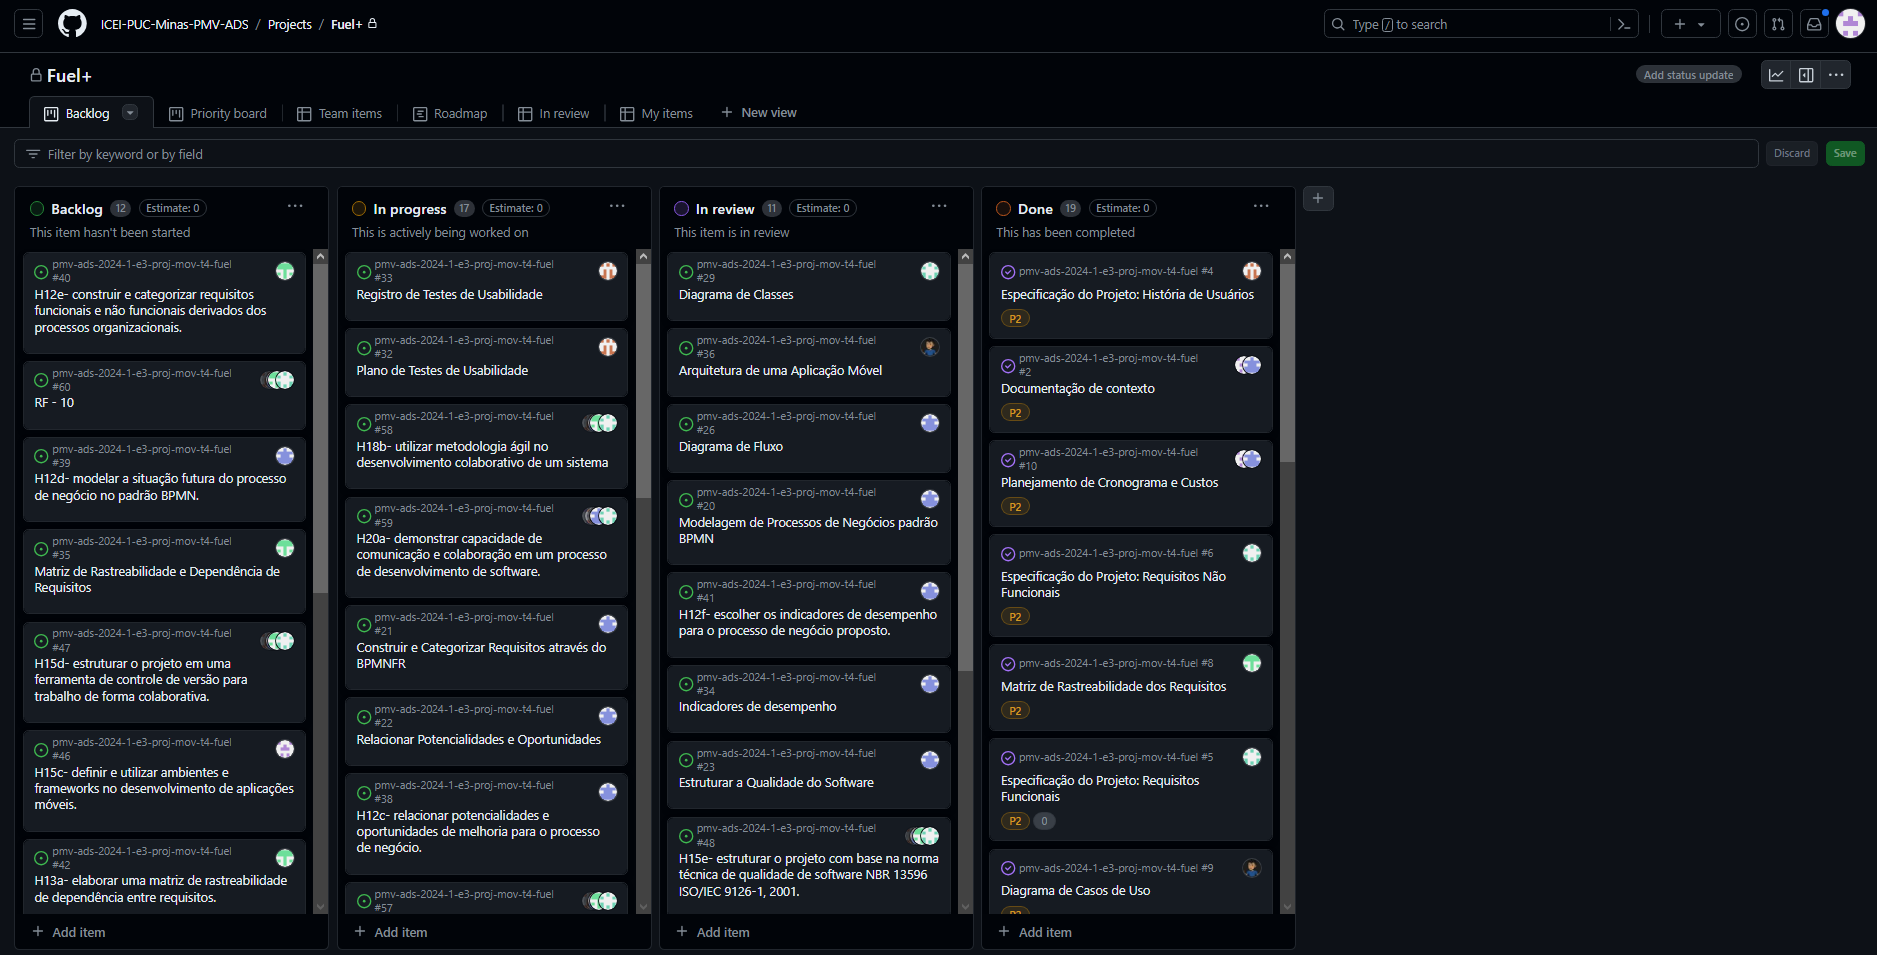 ICEI-PUC-Minas-PMV-ADS / Projects / Fuel+
Type / to search
Fuel+
Add status update
Backlog
Priority board
Team items
Roadmap
In review
My items
New view
Filter by keyword or by field
Discard
Save
Backlog 12 Estimate: 0
This item hasn't been started
pmv-ads-2024-1-e3-proj-mov-t4-fuel
#40
H12e- construir e categorizar requisitos
funcionais e não funcionais derivados dos
processos organizacionais.
pmv-ads-2024-1-e3-proj-mov-t4-fuel
#60
RF - 10
pmv-ads-2024-1-e3-proj-mov-t4-fuel
#39
H12d- modelar a situação futura do processo
de negócio no padrão BPMN.
pmv-ads-2024-1-e3-proj-mov-t4-fuel
#35
Matriz de Rastreabilidade e Dependência de
Requisitos
pmv-ads-2024-1-e3-proj-mov-t4-fuel
#47
H15d- estruturar o projeto em uma
ferramenta de controle de versão para
trabalho de forma colaborativa.
pmv-ads-2024-1-e3-proj-mov-t4-fuel
#46
H15c- definir e utilizar ambientes e
frameworks no desenvolvimento de aplicações
móveis.
pmv-ads-2024-1-e3-proj-mov-t4-fuel
#42
H13a- elaborar uma matriz de rastreabilidade
de dependência entre requisitos.
Add item
In progress 17 Estimate: 0
This is actively being worked on
pmv-ads-2024-1-e3-proj-mov-t4-fuel
#33
Registro de Testes de Usabilidade
pmv-ads-2024-1-e3-proj-mov-t4-fuel
#32
Plano de Testes de Usabilidade
pmv-ads-2024-1-e3-proj-mov-t4-fuel
#58
H18b- utilizar metodologia ágil no
desenvolvimento colaborativo de um sistema
pmv-ads-2024-1-e3-proj-mov-t4-fuel
#59
H20a- demonstrar capacidade de
comunicação e colaboração em um processo
de desenvolvimento de software.
pmv-ads-2024-1-e3-proj-mov-t4-fuel
#21
Construir e Categorizar Requisitos através do
BPMNFR
pmv-ads-2024-1-e3-proj-mov-t4-fuel
#22
Relacionar Potencialidades e Oportunidades
pmv-ads-2024-1-e3-proj-mov-t4-fuel
#38
H12c- relacionar potencialidades e
oportunidades de melhoria para o processo
de negócio.
pmv-ads-2024-1-e3-proj-mov-t4-fuel
#57
Add item
In review 11 Estimate: 0
This item is in review
pmv-ads-2024-1-e3-proj-mov-t4-fuel
#29
Diagrama de Classes
pmv-ads-2024-1-e3-proj-mov-t4-fuel
#36
Arquitetura de uma Aplicação Móvel
pmv-ads-2024-1-e3-proj-mov-t4-fuel
#26
Diagrama de Fluxo
pmv-ads-2024-1-e3-proj-mov-t4-fuel
#20
Modelagem de Processos de Negócios padrão
BPMN
pmv-ads-2024-1-e3-proj-mov-t4-fuel
#41
H12f- escolher os indicadores de desempenho
para o processo de negócio proposto.
pmv-ads-2024-1-e3-proj-mov-t4-fuel
#34
Indicadores de desempenho
pmv-ads-2024-1-e3-proj-mov-t4-fuel
#23
Estruturar a Qualidade do Software
pmv-ads-2024-1-e3-proj-mov-t4-fuel
#48
H15e- estruturar o projeto com base na norma
técnica de qualidade de software NBR 13596
ISO/IEC 9126-1, 2001.
Add item
Done 19 Estimate: 0
This has been completed
pmv-ads-2024-1-e3-proj-mov-t4-fuel #4
Especificação do Projeto: História de Usuários
P2
pmv-ads-2024-1-e3-proj-mov-t4-fuel
#2
Documentação de contexto
P2
pmv-ads-2024-1-e3-proj-mov-t4-fuel
#10
Planejamento de Cronograma e Custos
P2
pmv-ads-2024-1-e3-proj-mov-t4-fuel #6
Especificação do Projeto: Requisitos Não
Funcionais
P2
pmv-ads-2024-1-e3-proj-mov-t4-fuel #8
Matriz de Rastreabilidade dos Requisitos
P2
pmv-ads-2024-1-e3-proj-mov-t4-fuel #5
Especificação do Projeto: Requisitos
Funcionais
P2 0
pmv-ads-2024-1-e3-proj-mov-t4-fuel #9
Diagrama de Casos de Uso
P2
Add item